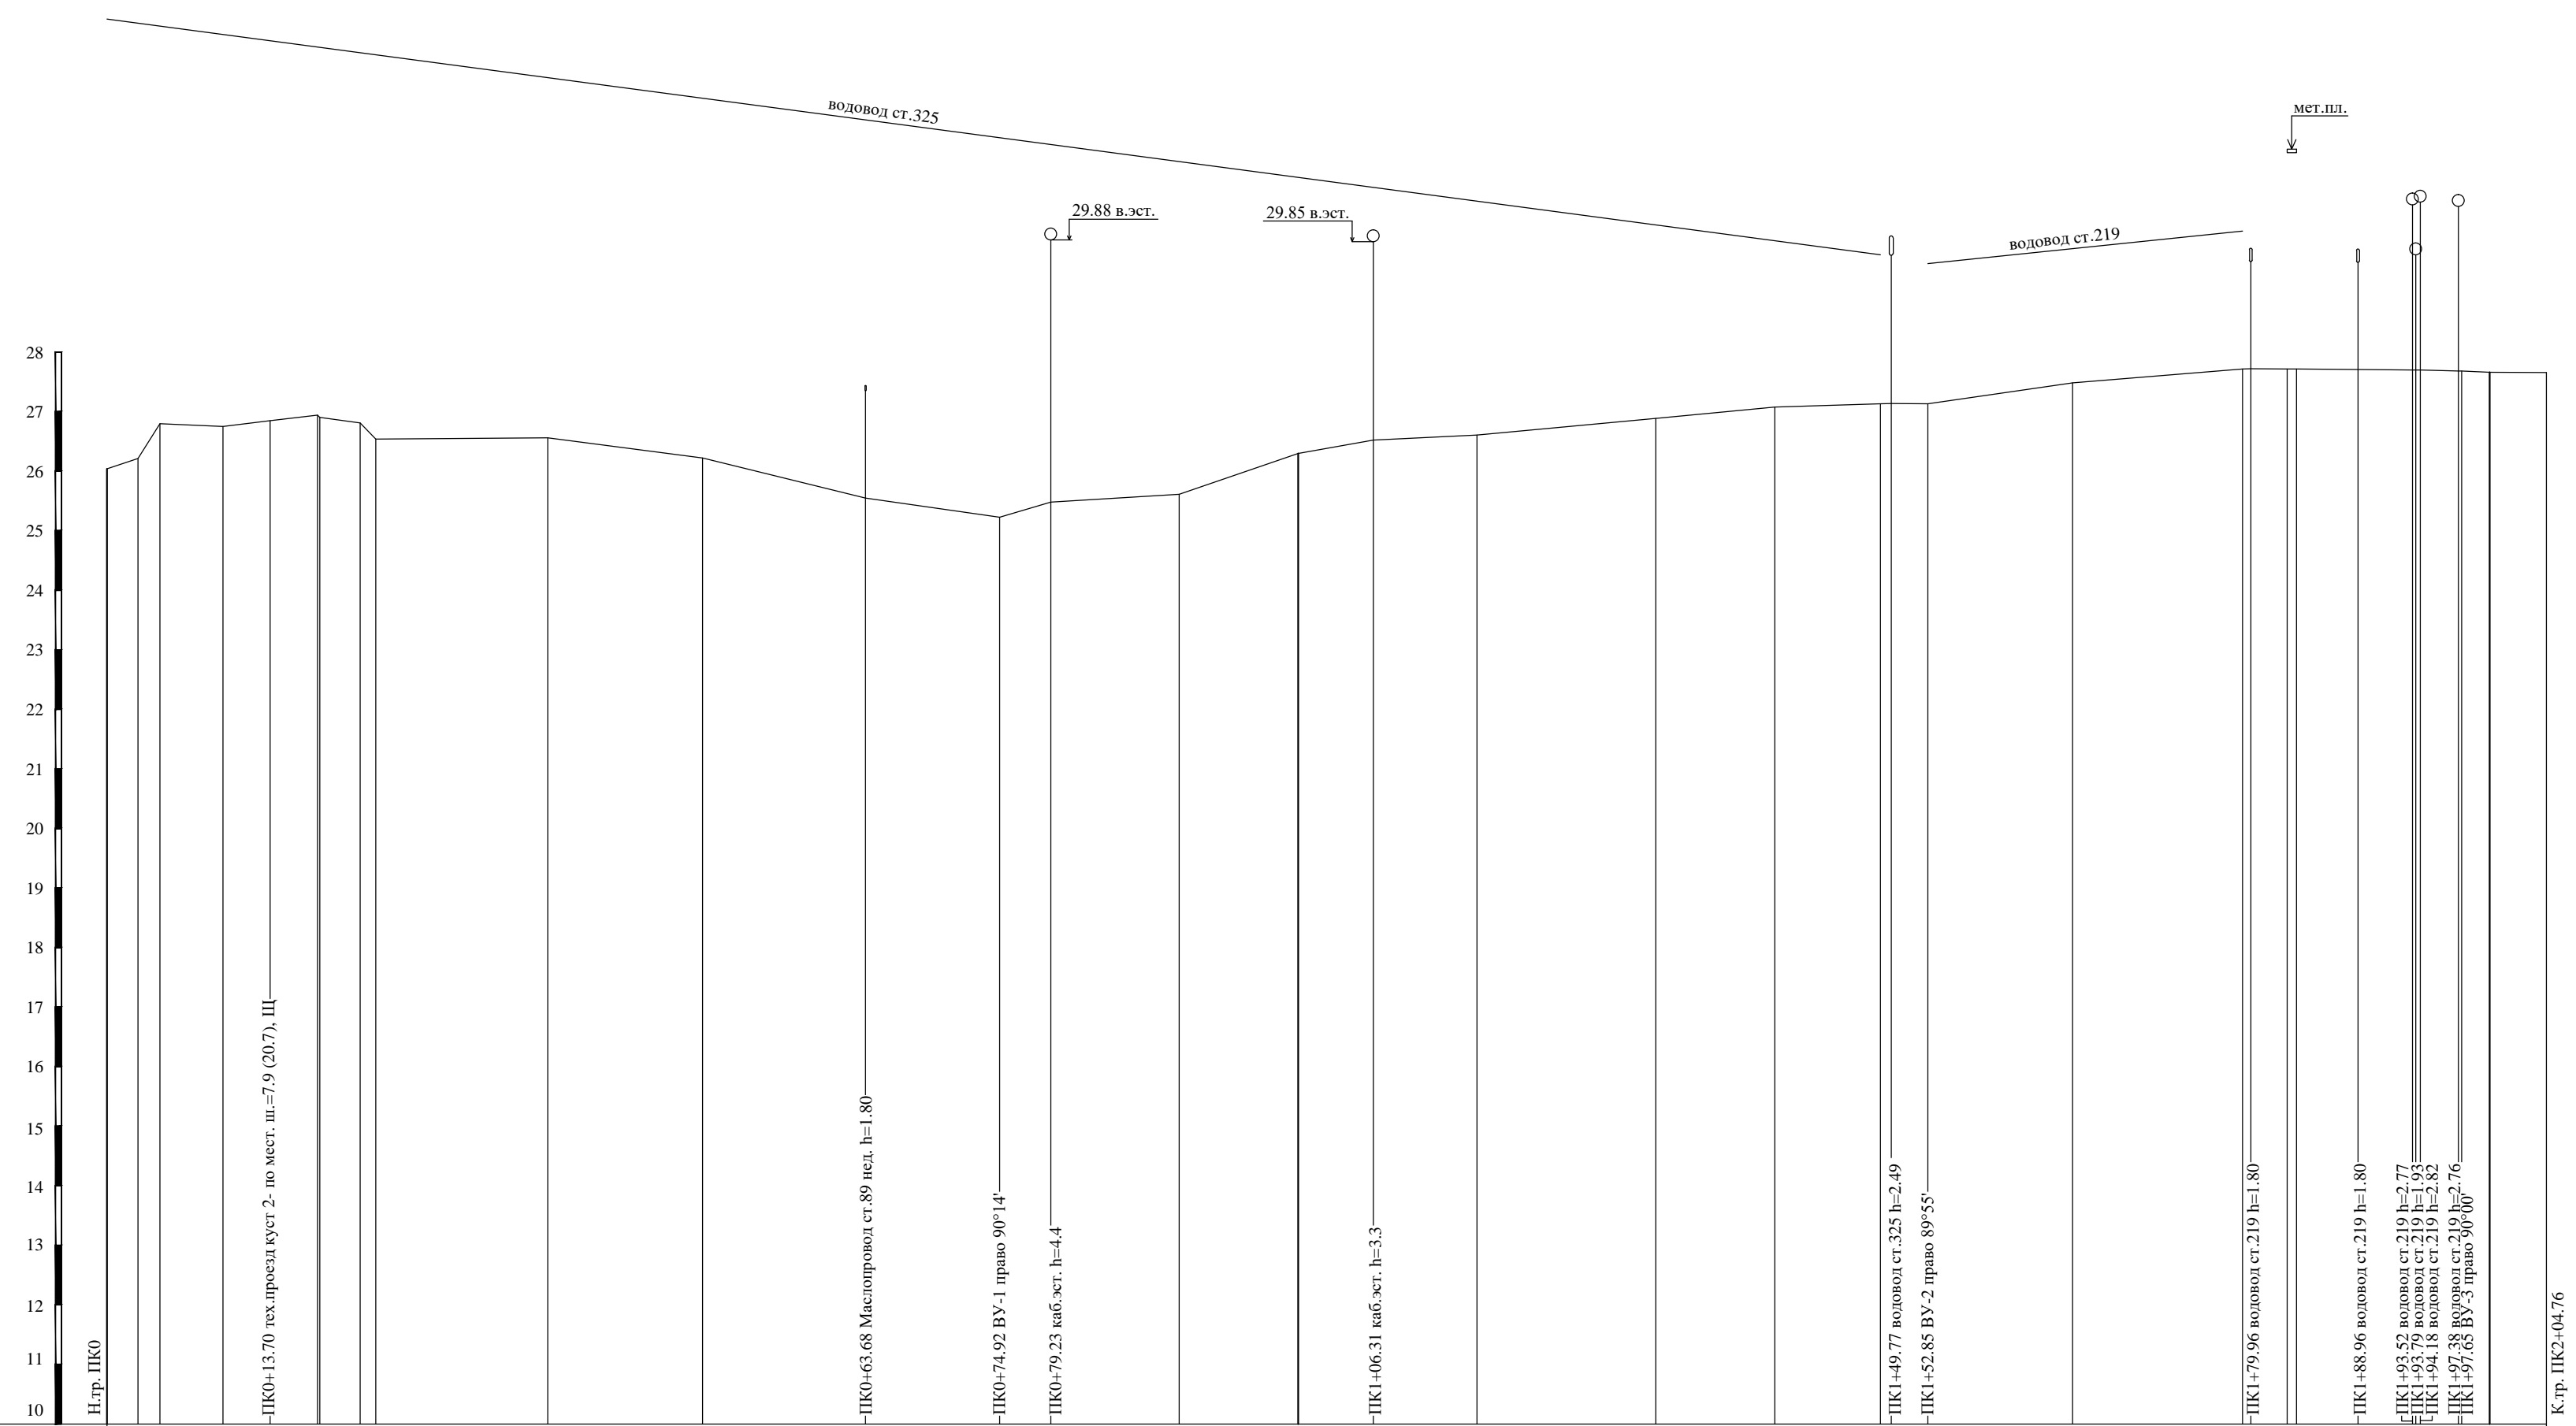 водовод ст.325
мет.пл.
29.88 в.эст.
29.85 в.эст.
водовод ст.219
28
27
26
25
24
23
22
21
20
19
18
17
16
15
14
13
12
11
10
Н.тр. ПК0
ПК0+13.70 тех.проезд куст 2- по мест. ш.=7.9 (20.7), Щ
ПК0+63.68 Маслопровод ст.89 нед. h=1.80
ПК0+74.92 ВУ-1 право 90°14'
ПК0+79.23 каб.эст. h=4.4
ПК1+06.31 каб.эст. h=3.3
ПК1+49.77 водовод ст.325 h=2.49
ПК1+52.85 ВУ-2 право 89°55'
ПК1+79.96 водовод ст.219 h=1.80
ПК1+88.96 водовод ст.219 h=1.80
ПК1+93.52 водовод ст.219 h=2.77
ПК1+93.79 водовод ст.219 h=1.93
ПК1+94.18 водовод ст.219 h=2.82
ПК1+97.38 водовод ст.219 h=2.76
ПК1+97.65 ВУ-3 право 90°00'
К.тр. ПК2+04.76